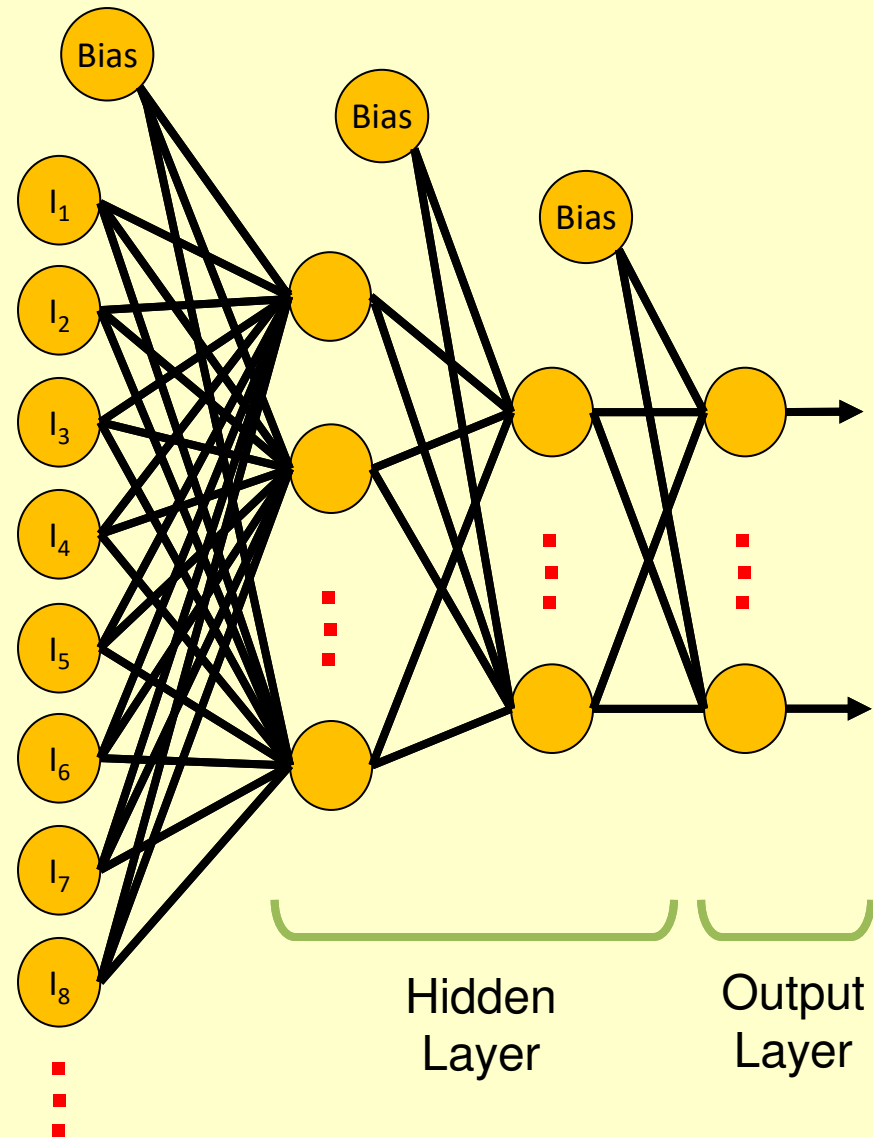 Bias
Bias
Bias
I₁
I₂
I₃
I₄
I₅
I₆
I₇
I₈
Hidden
Layer
Output
Layer